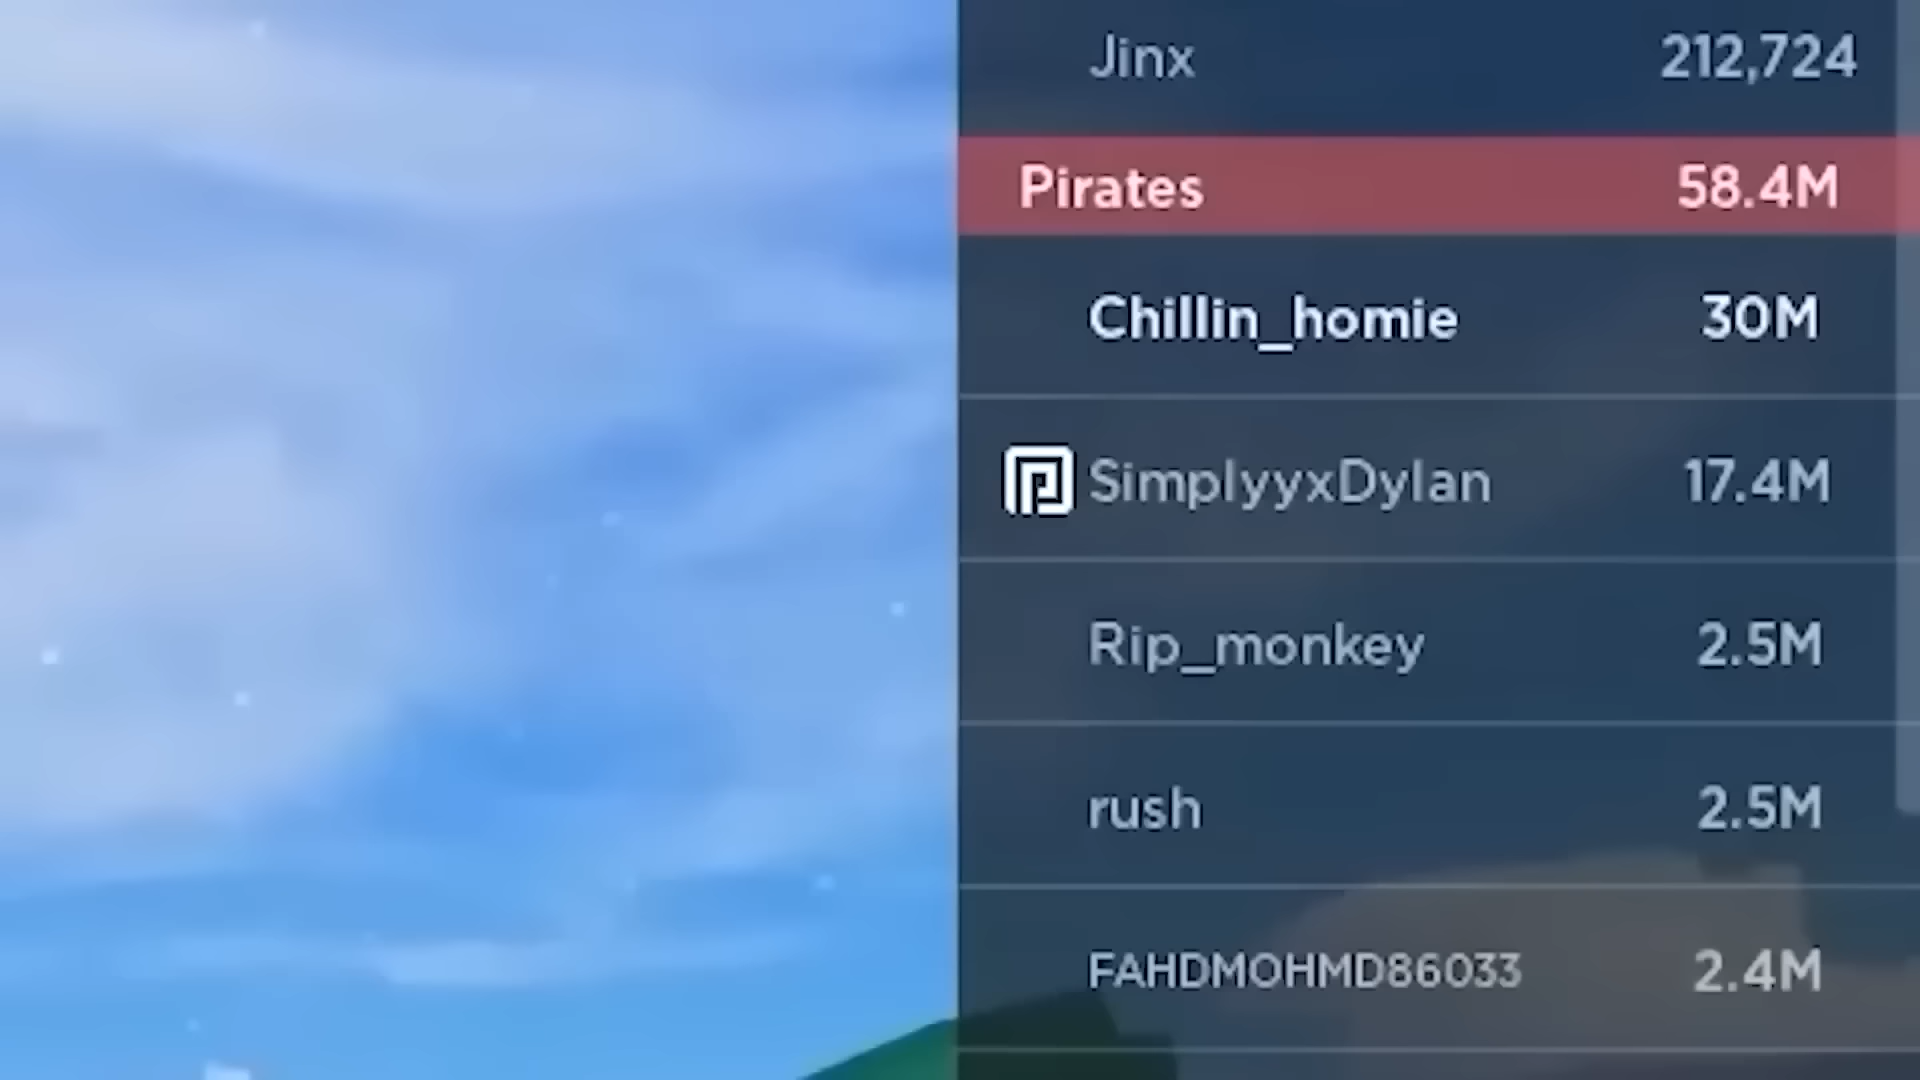 Jinx 212,724
Pirates 58.4M
Chillin_homie 30M
SimplyyxDylan 17.4M
Rip_monkey 2.5M
rush 2.5M
FAHDMOHMD86033 2.4M